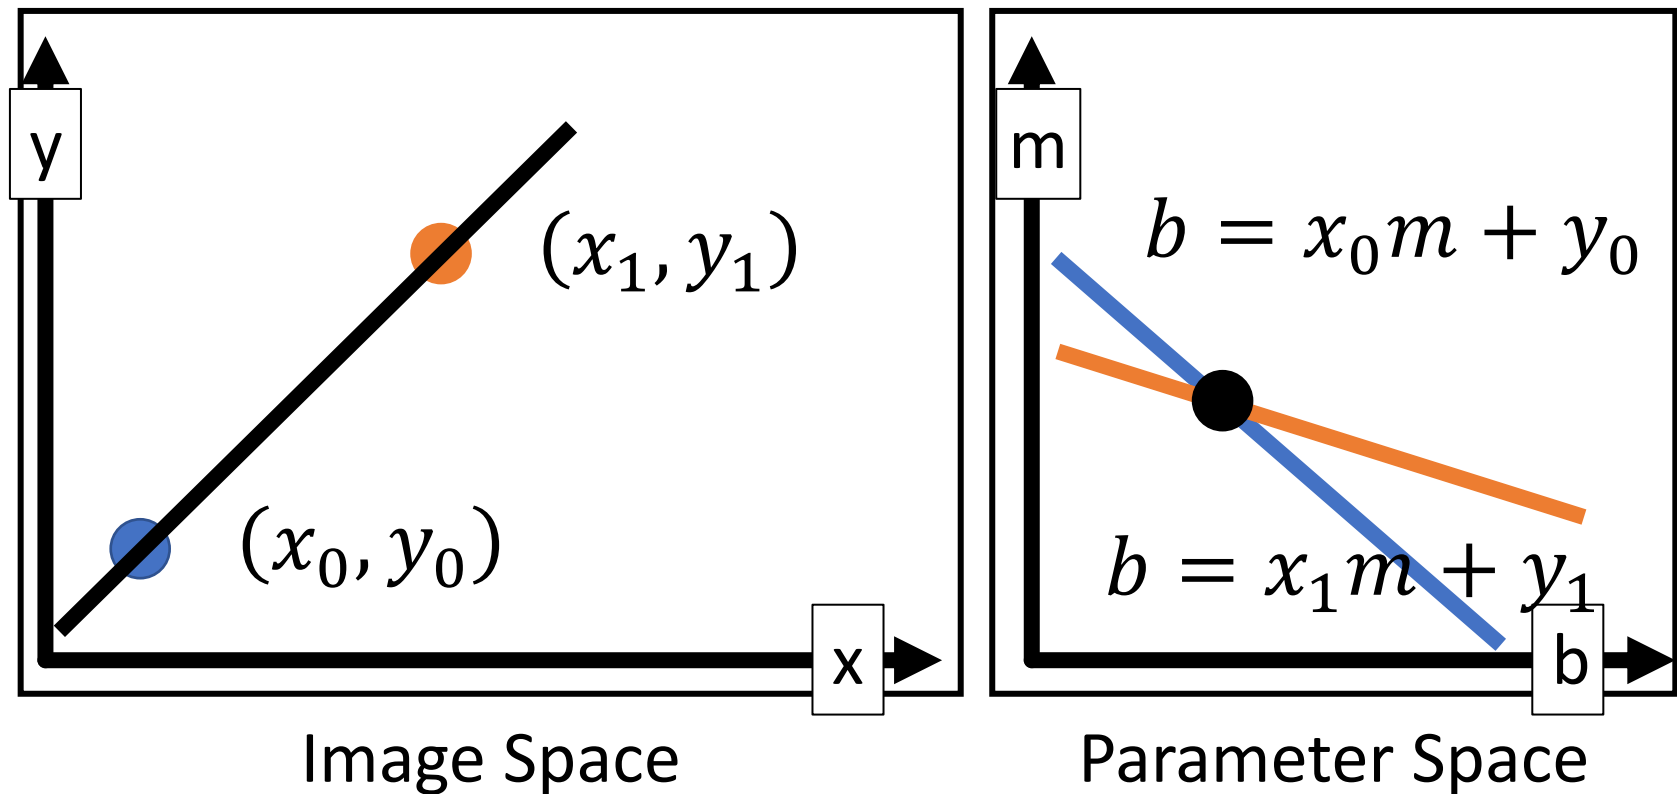 y
(x₁, y₁)
(x₀, y₀)
x
Image Space
m
b = x₀m + y₀
b = x₁m + y₁
b
Parameter Space